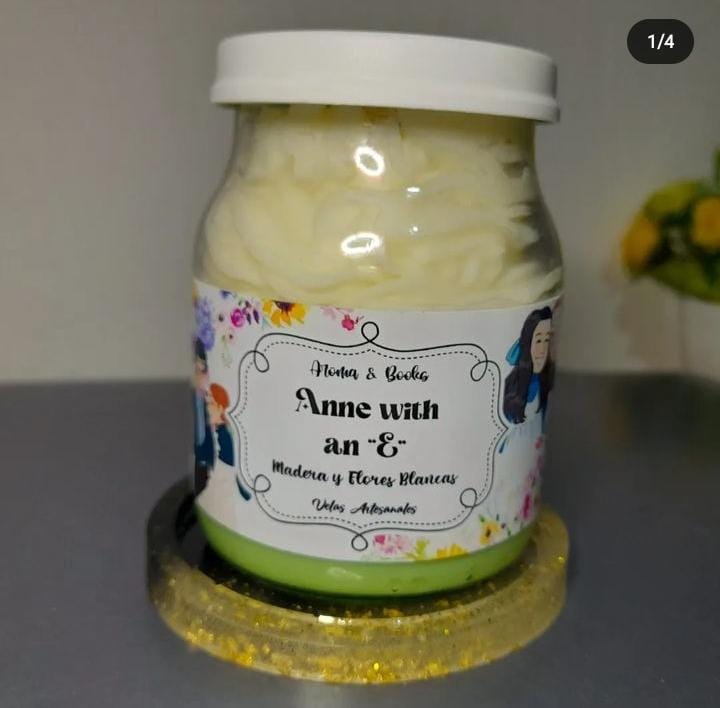 1/4
Aroma & Books
Anne with
an "E"
Madera y Flores Blancas
Velas Artesanales